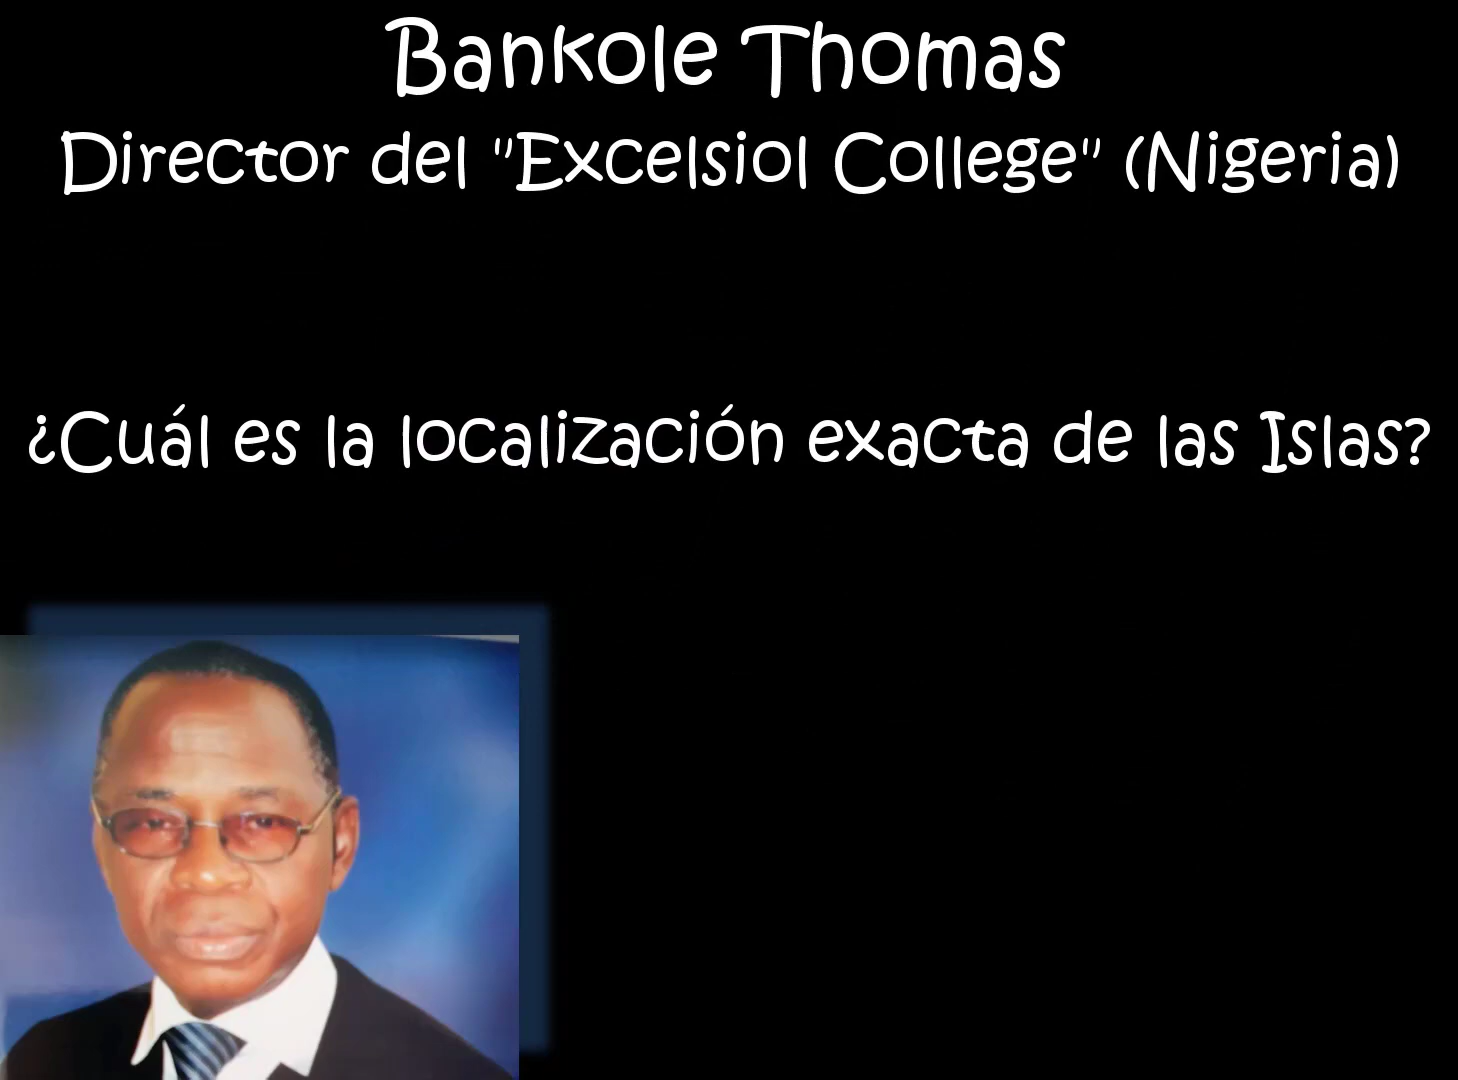 Bankole Thomas
Director del "Excelsiol College" (Nigeria)
¿Cuál es la localización exacta de las Islas?